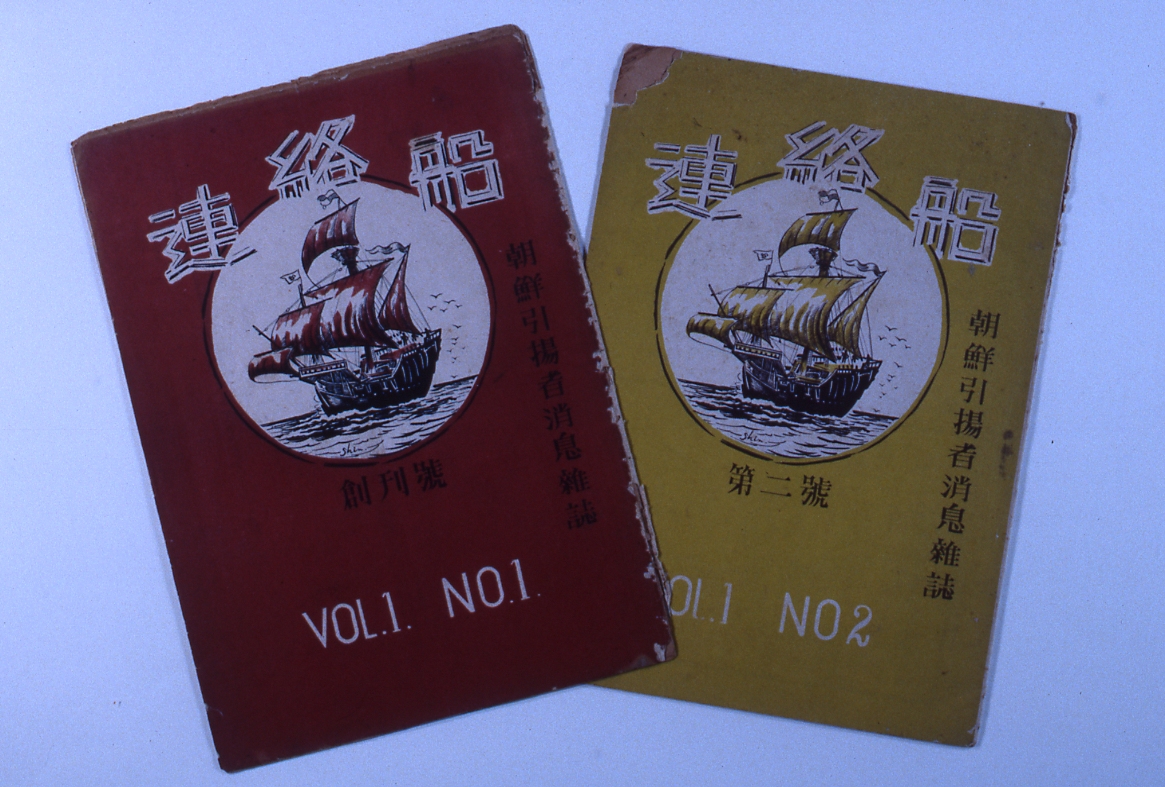 連絡船
朝鮮引揚者消息雜誌
創刊號
VOL.1. NO.1.
連絡船
朝鮮引揚者消息雜誌
第二號
OL.1 NO2